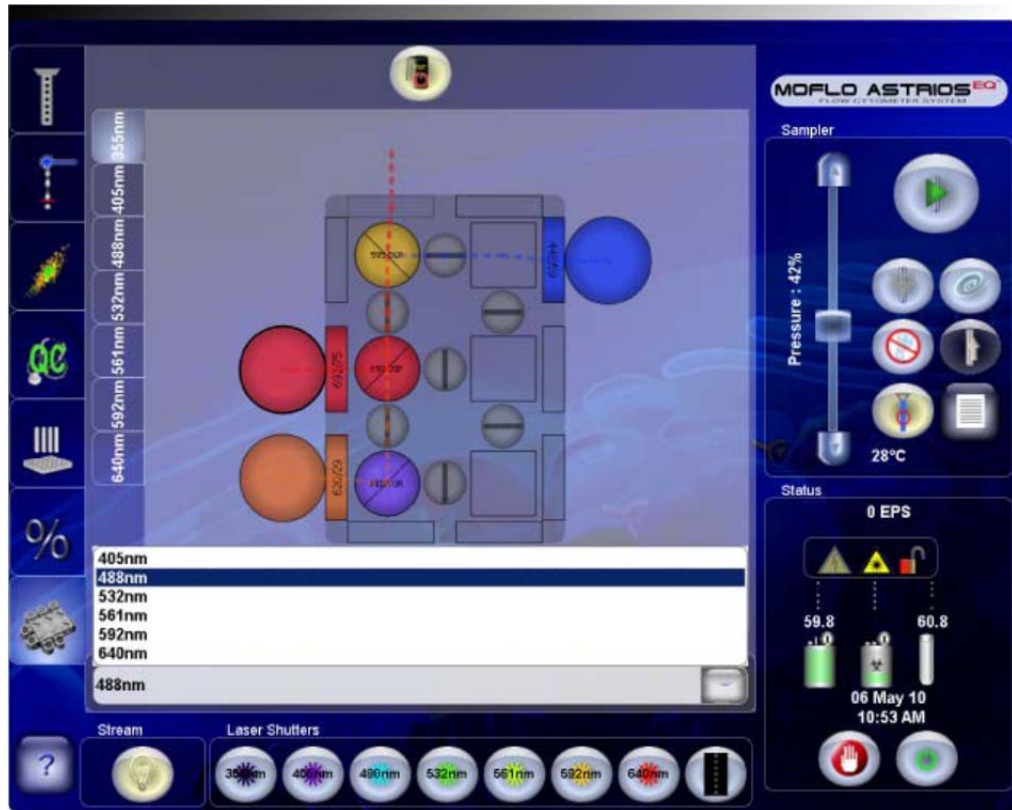 MOFLO ASTRIOS EQ
FLOW CYTOMETER SYSTEM
355nm
405nm
488nm
532nm
561nm
592nm
640nm
692/75
620/29
Sampler
Pressure : 42%
28°C
QC
%
405nm
488nm
532nm
561nm
592nm
640nm
488nm
Status
0 EPS
59.8
60.8
06 May 10
10:53 AM
Stream
Laser Shutters
?
488nm
532nm
561nm
592nm
640nm